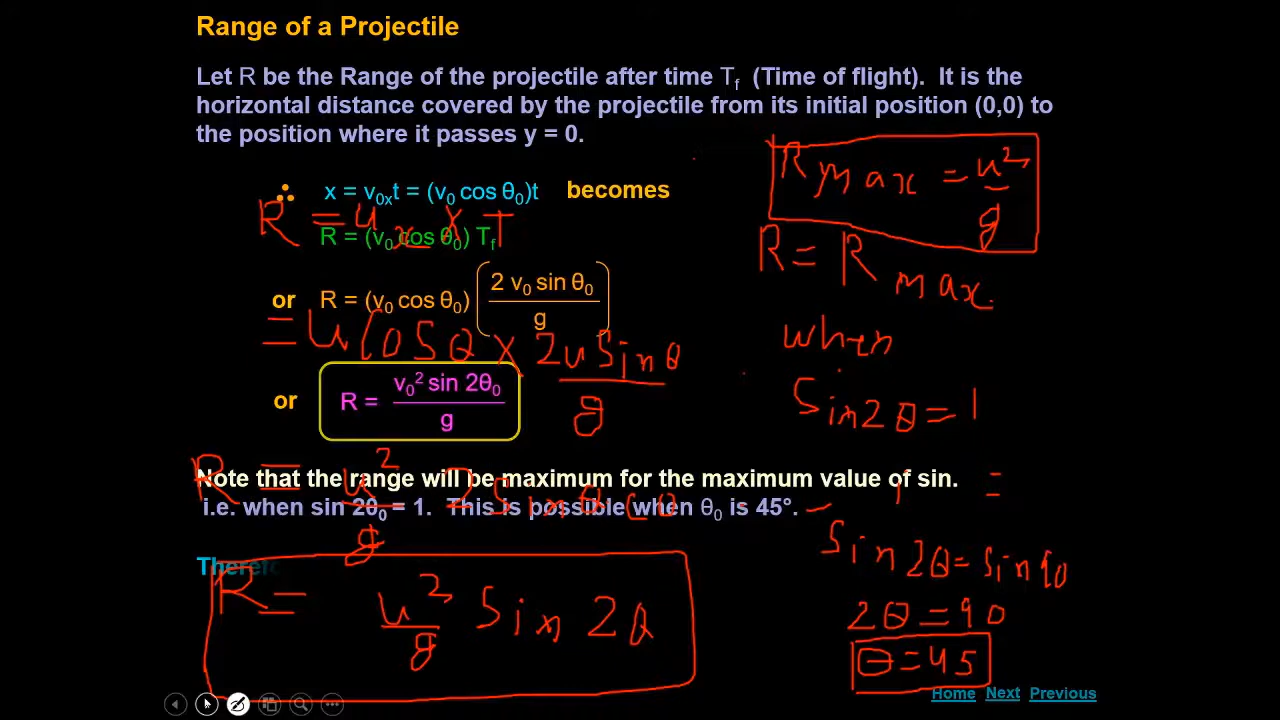 Range of a Projectile
Let R be the Range of the projectile after time Tf (Time of flight). It is the
horizontal distance covered by the projectile from its initial position (0,0) to
the position where it passes y = 0.
∴ x = v0xt = (v0 cos θ0)t becomes
R = ux × T
R = (v0 cos θ0) Tf
or R = (v0 cos θ0) (2 v0 sin θ0 / g)
= u cos θ × 2u sin θ / g
or R = v0² sin 2θ0 / g
Note that the range will be maximum for the maximum value of sin.
i.e. when sin 2θ0 = 1. This is possible when θ0 is 45°.
R = u²/g 2 sin θ co
Theref
R = u²/g sin 2θ
R max = u²/g
R = R max.
when
Sin 2θ = 1
Sin 2θ = sin 90
2θ = 90
θ = 45
Home Next Previous